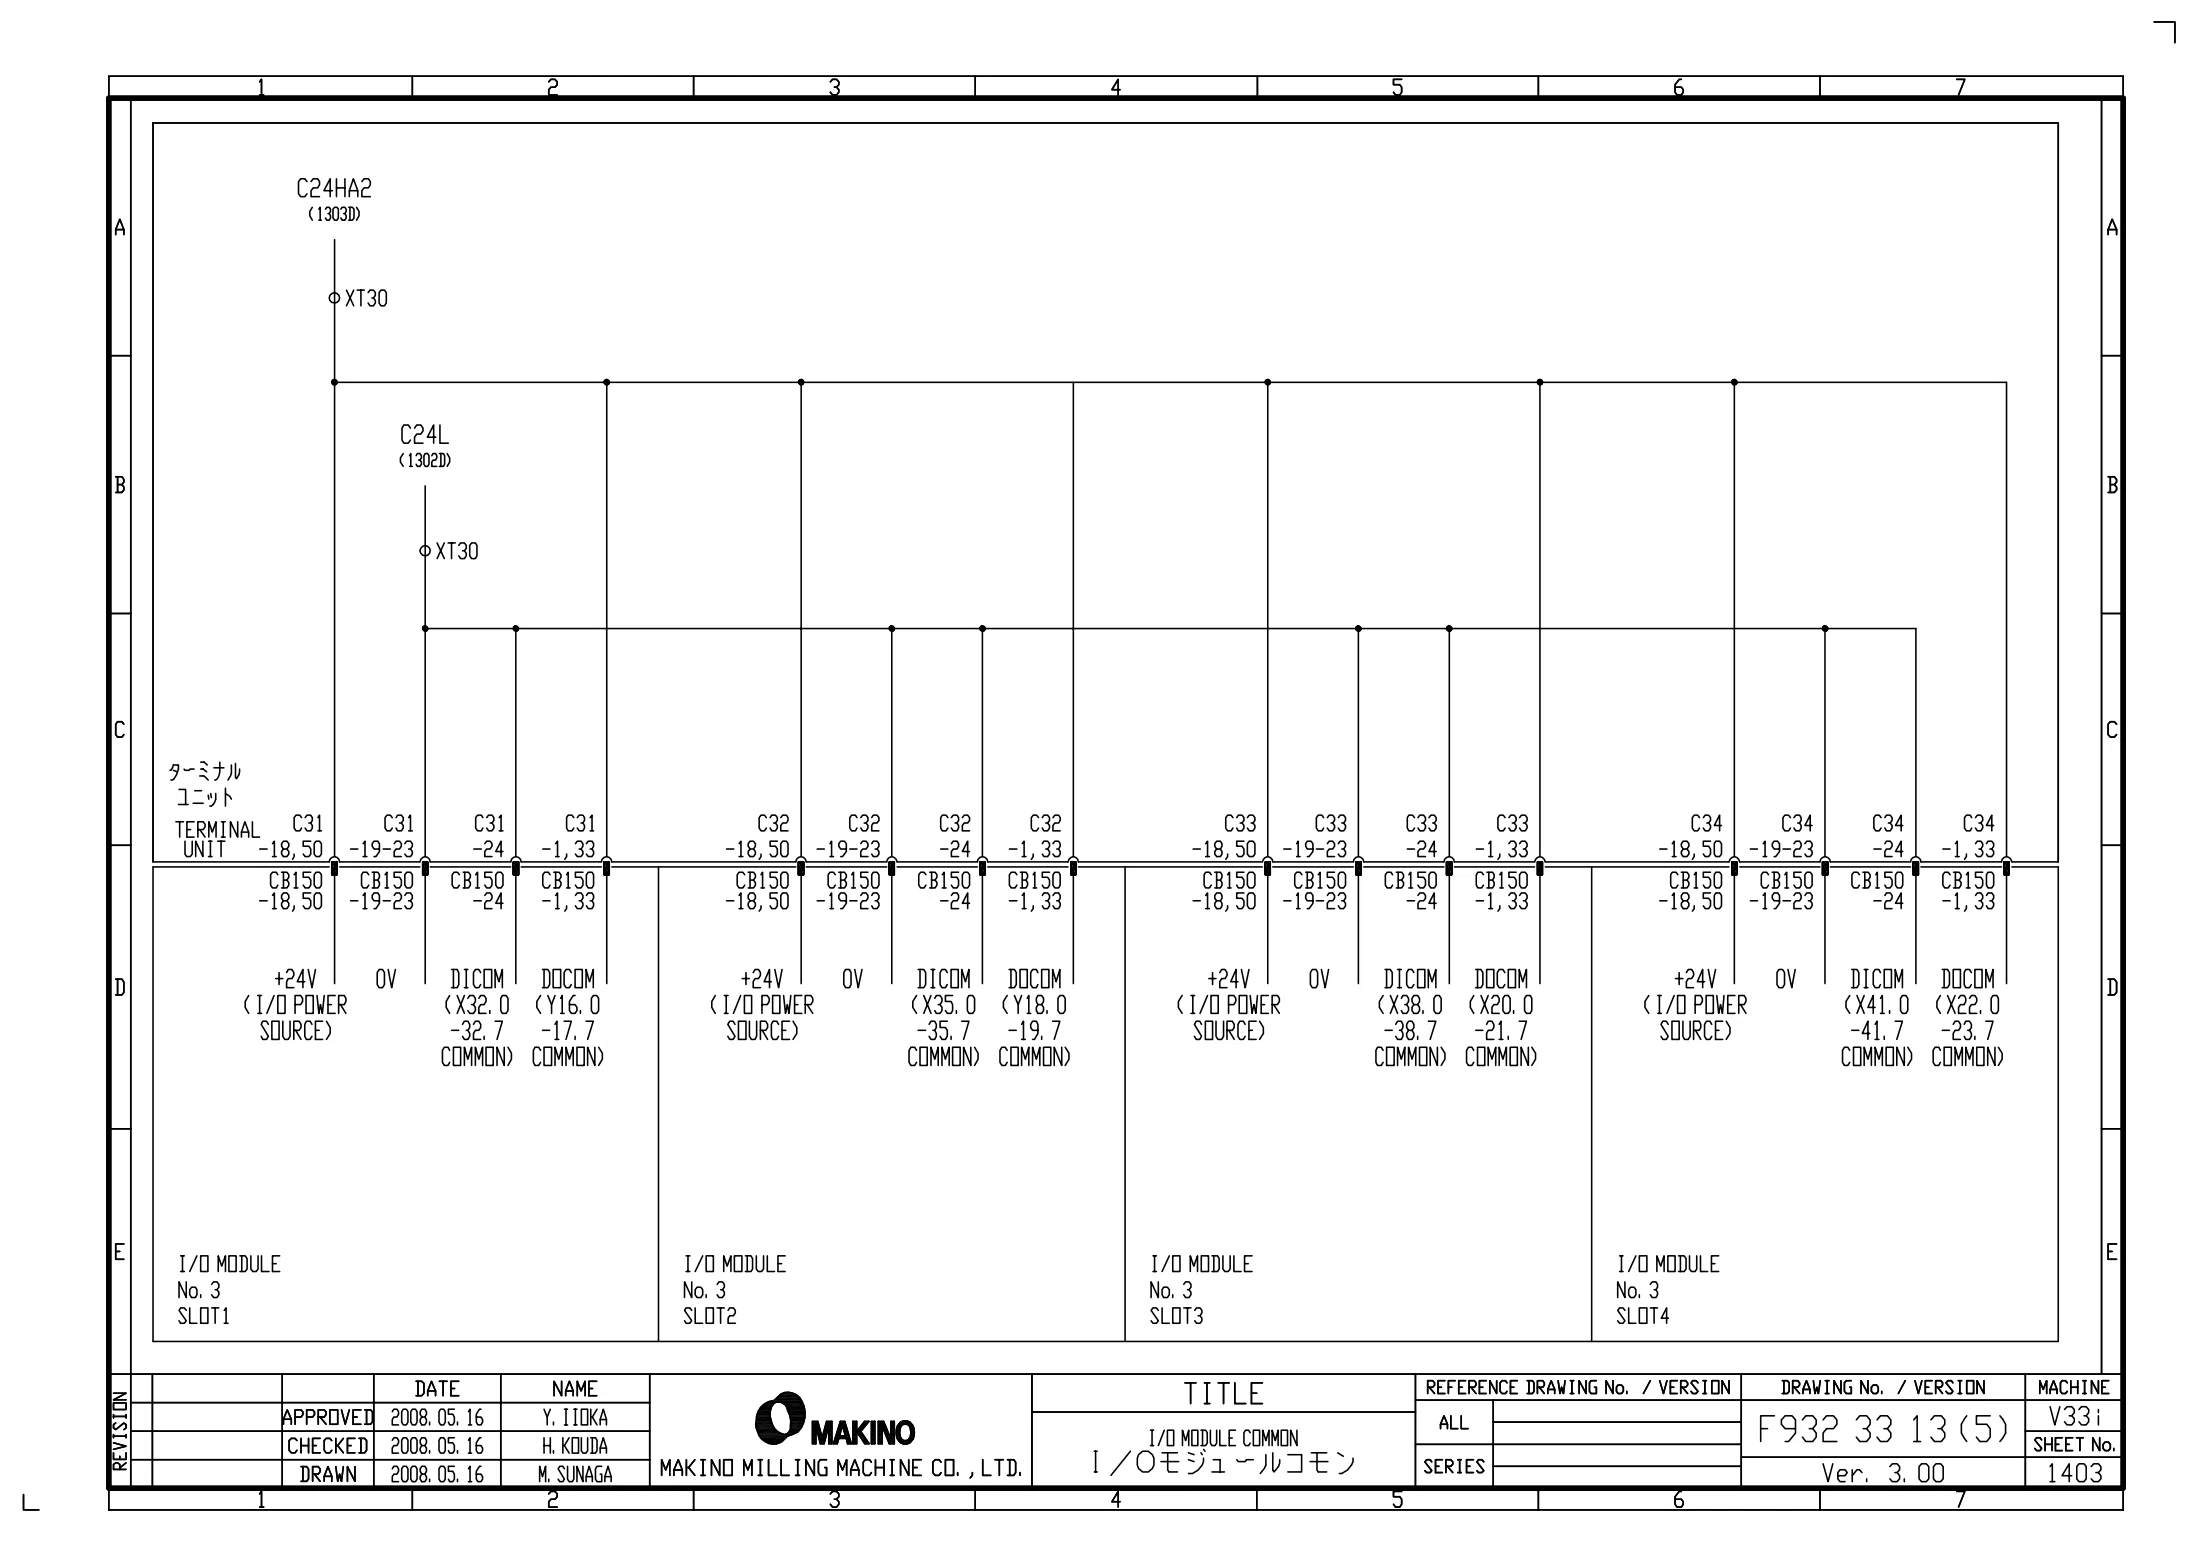 1 2 3 4 5 6 7
A A
B B
C C
D D
E E
C24HA2
(1303D)
XT30
C24L
(1302D)
XT30
ターミナル
ユニット
TERMINAL
UNIT
C31 C31 C31 C31 C32 C32 C32 C32 C33 C33 C33 C33 C34 C34 C34 C34
-18,50 -19-23 -24 -1,33 -18,50 -19-23 -24 -1,33 -18,50 -19-23 -24 -1,33 -18,50 -19-23 -24 -1,33
CB150 CB150 CB150 CB150 CB150 CB150 CB150 CB150 CB150 CB150 CB150 CB150 CB150 CB150 CB150 CB150
-18,50 -19-23 -24 -1,33 -18,50 -19-23 -24 -1,33 -18,50 -19-23 -24 -1,33 -18,50 -19-23 -24 -1,33
+24V 0V DICOM DOCOM +24V 0V DICOM DOCOM +24V 0V DICOM DOCOM +24V 0V DICOM DOCOM
(I/O POWER (X32.0 (Y16.0 (I/O POWER (X35.0 (Y18.0 (I/O POWER (X38.0 (X20.0 (I/O POWER (X41.0 (X22.0
SOURCE) -32.7 -17.7 SOURCE) -35.7 -19.7 SOURCE) -38.7 -21.7 SOURCE) -41.7 -23.7
COMMON) COMMON) COMMON) COMMON) COMMON) COMMON) COMMON) COMMON)
I/O MODULE I/O MODULE I/O MODULE I/O MODULE
No. 3 No. 3 No. 3 No. 3
SLOT1 SLOT2 SLOT3 SLOT4
REVISION
DATE NAME
APPROVED 2008.05.16 Y. IIOKA
CHECKED 2008.05.16 H. KOUDA
DRAWN 2008.05.16 M. SUNAGA
MAKINO
MAKINO MILLING MACHINE CO.,LTD.
TITLE
I/O MODULE COMMON
I/Oモジュールコモン
REFERENCE DRAWING No. / VERSION
ALL
SERIES
DRAWING No. / VERSION
F932 33 13(5)
Ver. 3.00
MACHINE
V33i
SHEET No.
1403
1 2 3 4 5 6 7